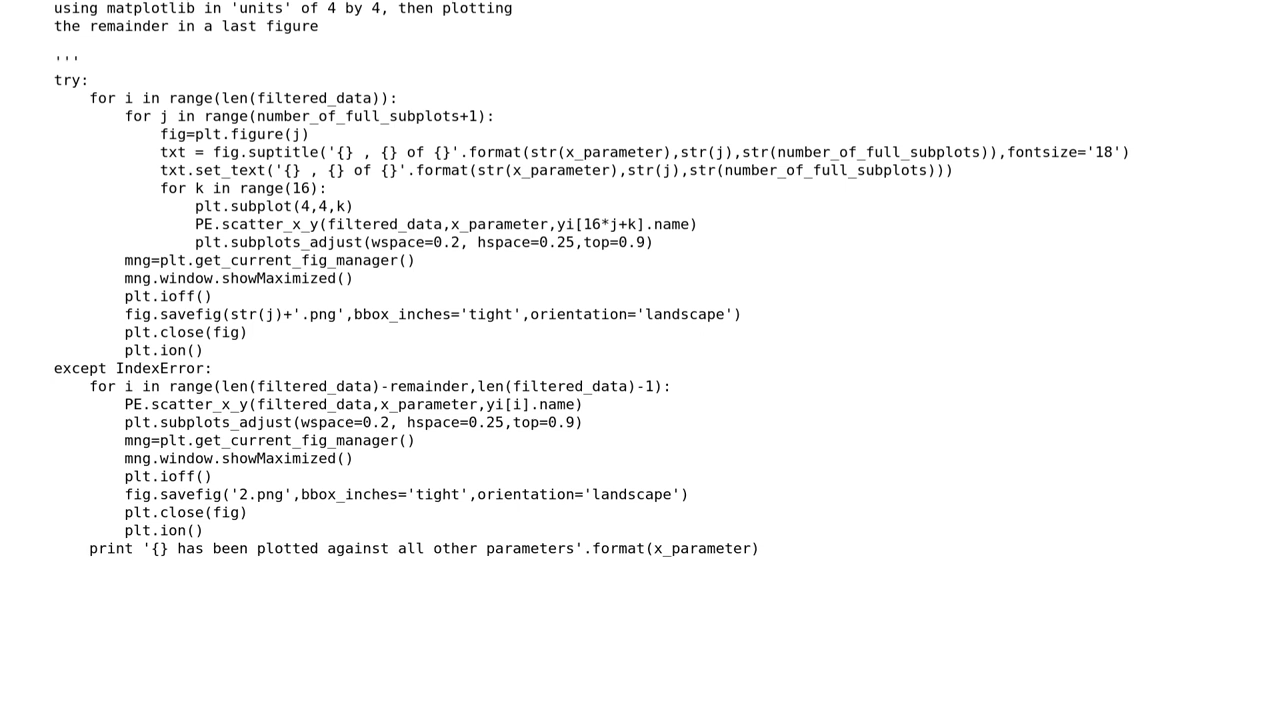 using matplotlib in 'units' of 4 by 4, then plotting
the remainder in a last figure
'''
try:
    for i in range(len(filtered_data)):
        for j in range(number_of_full_subplots+1):
            fig=plt.figure(j)
            txt = fig.suptitle('{} , {} of {}'.format(str(x_parameter),str(j),str(number_of_full_subplots)),fontsize='18')
            txt.set_text('{} , {} of {}'.format(str(x_parameter),str(j),str(number_of_full_subplots)))
            for k in range(16):
                plt.subplot(4,4,k)
                PE.scatter_x_y(filtered_data,x_parameter,yi[16*j+k].name)
                plt.subplots_adjust(wspace=0.2, hspace=0.25,top=0.9)
        mng=plt.get_current_fig_manager()
        mng.window.showMaximized()
        plt.ioff()
        fig.savefig(str(j)+'.png',bbox_inches='tight',orientation='landscape')
        plt.close(fig)
        plt.ion()
except IndexError:
    for i in range(len(filtered_data)-remainder,len(filtered_data)-1):
        PE.scatter_x_y(filtered_data,x_parameter,yi[i].name)
        plt.subplots_adjust(wspace=0.2, hspace=0.25,top=0.9)
        mng=plt.get_current_fig_manager()
        mng.window.showMaximized()
        plt.ioff()
        fig.savefig('2.png',bbox_inches='tight',orientation='landscape')
        plt.close(fig)
        plt.ion()
    print '{} has been plotted against all other parameters'.format(x_parameter)